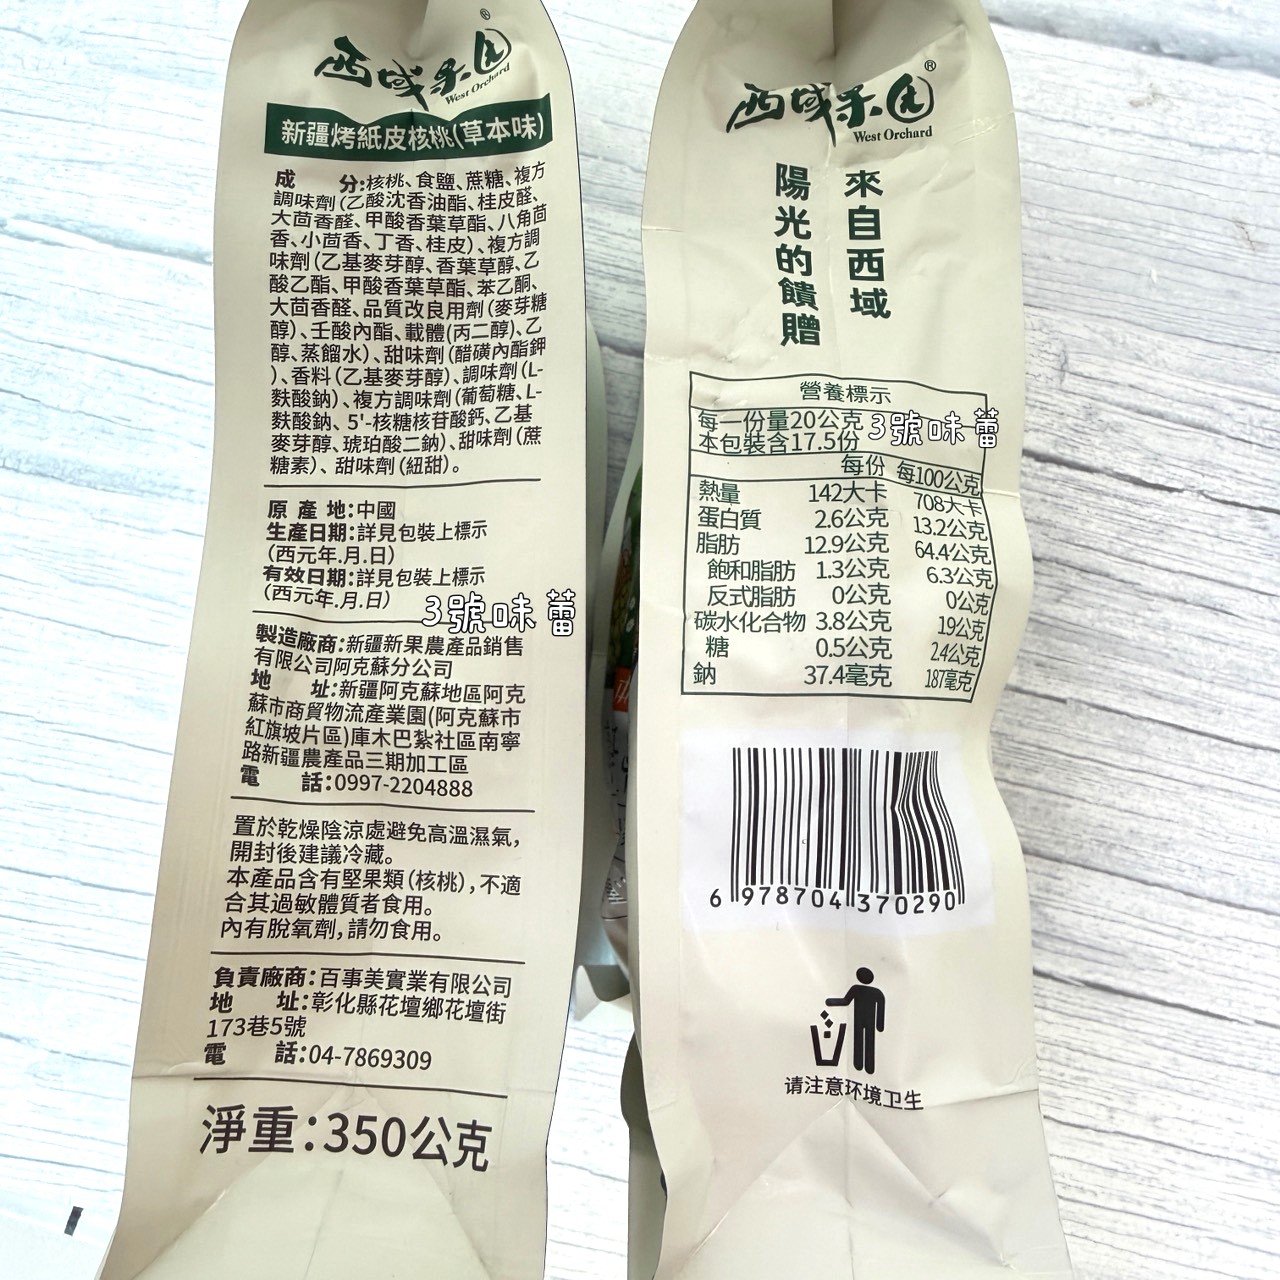 西域果园®
West Orchard
新疆烤紙皮核桃(草本味)
成 分:核桃、食鹽、蔗糖、複方
調味劑(乙酸沈香油酯、桂皮醛、
大茴香醛、甲酸香葉草酯、八角茴
香、小茴香、丁香、桂皮)、複方調
味劑(乙基麥芽醇、香葉草醇、乙
酸乙酯、甲酸香葉草酯、苯乙酮、
大茴香醛、品質改良用劑(麥芽糖
醇)、壬酸內酯、載體(丙二醇)、乙
醇、蒸餾水)、甜味劑(醋磺內酯鉀
)、香料(乙基麥芽醇)、調味劑(L-
麩酸鈉)、複方調味劑(葡萄糖、L-
麩酸鈉、5'-核糖核苷酸鈣、乙基
麥芽醇、琥珀酸二鈉)、甜味劑(蔗
糖素)、甜味劑(紐甜)。
原 產 地:中國
生產日期:詳見包裝上標示
(西元年.月.日)
有效日期:詳見包裝上標示
(西元年.月.日)
3號味蕾
製造廠商:新疆新果農產品銷售
有限公司阿克蘇分公司
地 址:新疆阿克蘇地區阿克
蘇市商貿物流產業園(阿克蘇市
紅旗坡片區)庫木巴紮社區南寧
路新疆農產品三期加工區
電 話:0997-2204888
置於乾燥陰涼處避免高溫濕氣,
開封後建議冷藏。
本產品含有堅果類(核桃),不適
合其過敏體質者食用。
內有脫氧劑,請勿食用。
負責廠商:百事美實業有限公司
地 址:彰化縣花壇鄉花壇街
173巷5號
電 話:04-7869309
淨重:350公克
西域果园®
West Orchard
來自西域
陽光的饋贈
營養標示
每一份量20公克
本包裝含17.5份
3號味蕾
每份 每100公克
熱量 142大卡 708大卡
蛋白質 2.6公克 13.2公克
脂肪 12.9公克 64.4公克
飽和脂肪 1.3公克 6.3公克
反式脂肪 0公克 0公克
碳水化合物 3.8公克 19公克
糖 0.5公克 2.4公克
鈉 37.4毫克 187毫克
6 978704 370290
请注意环境卫生